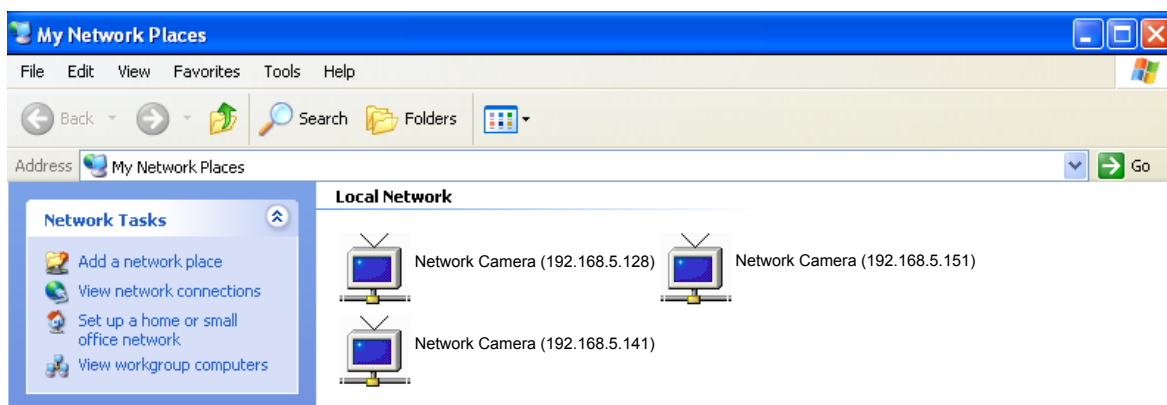 My Network Places
File Edit View Favorites Tools Help
Back Search Folders
Address My Network Places Go
Network Tasks
Add a network place
View network connections
Set up a home or small
office network
View workgroup computers
Local Network
Network Camera (192.168.5.128) Network Camera (192.168.5.151)
Network Camera (192.168.5.141)